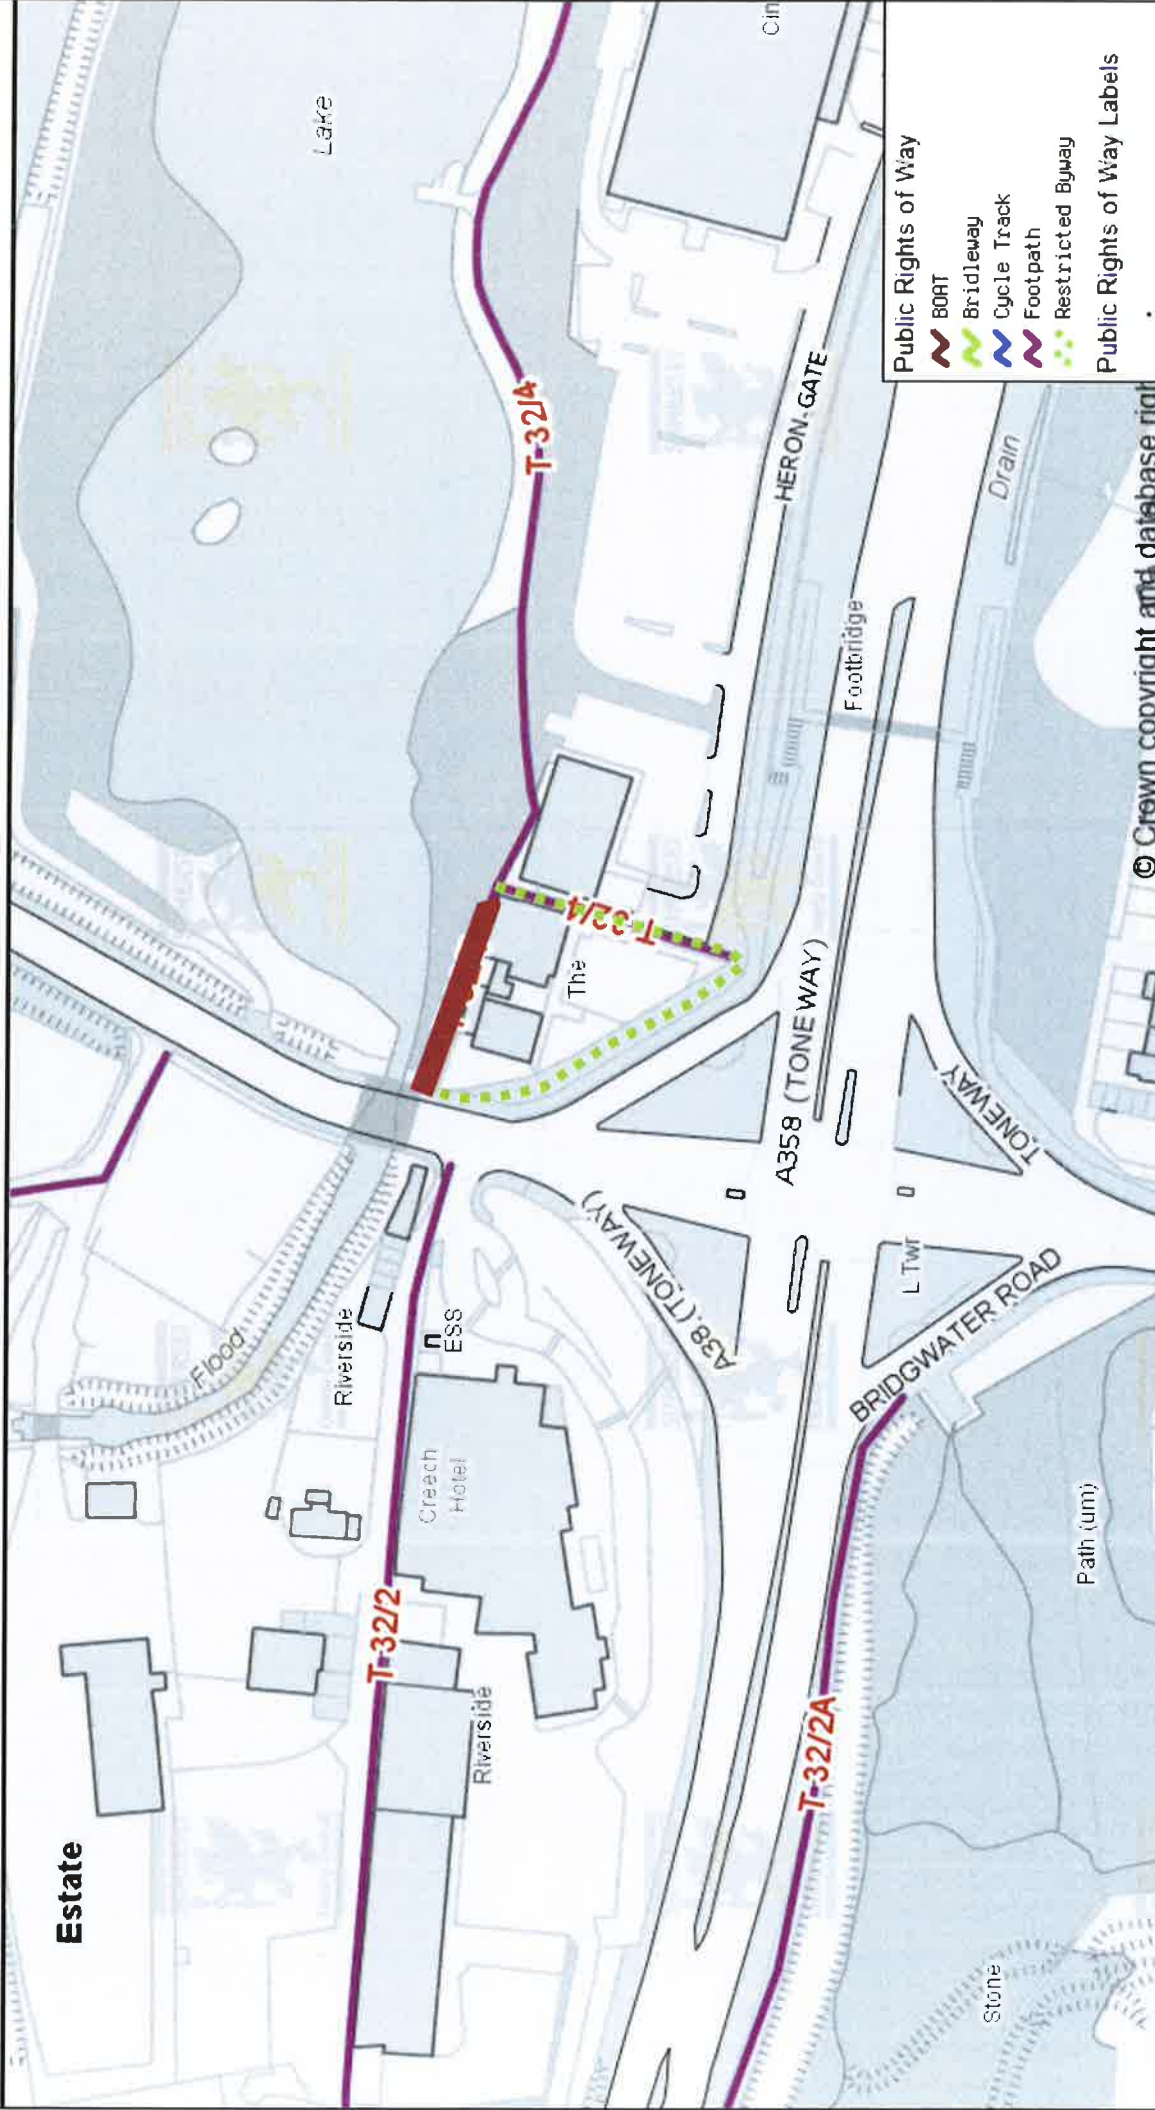 Estate
Flood
Lake
Riverside
T-32/2
Creech
Hotel
ESS
Riverside
T-32/4
The
T-32/4
Cin
A38 (TONEWAY)
HERON-GATE
A358 (TONE WAY)
Footbridge
T-32/2A
BRIDGWATER ROAD
L Twr
TONEWAY
Drain
Stone
Path (um)
Public Rights of Way
BOAT
Bridleway
Cycle Track
Footpath
Restricted Byway
Public Rights of Way Labels
© Crown copyright and database righ